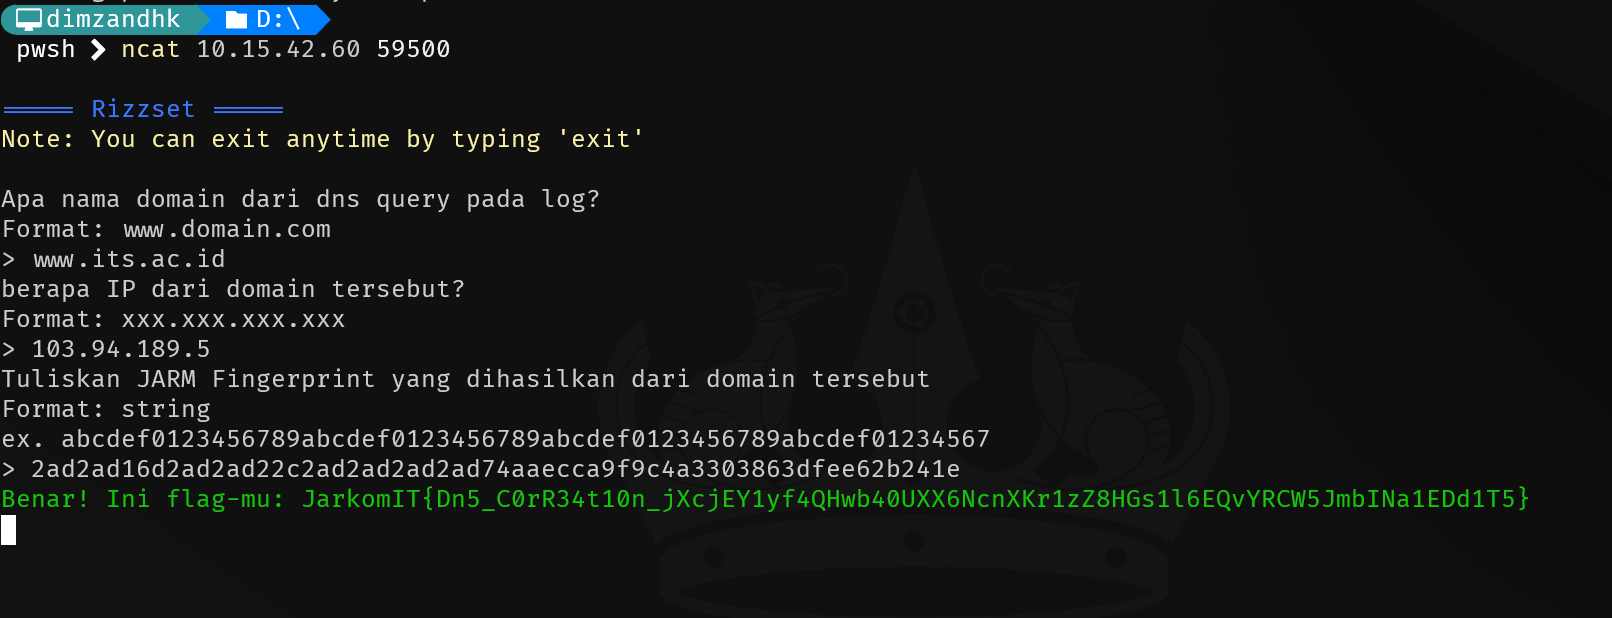 dimzandhk D:\
pwsh ❯ ncat 10.15.42.60 59500
═════ Rizzset ═════
Note: You can exit anytime by typing 'exit'
Apa nama domain dari dns query pada log?
Format: www.domain.com
> www.its.ac.id
berapa IP dari domain tersebut?
Format: xxx.xxx.xxx.xxx
> 103.94.189.5
Tuliskan JARM Fingerprint yang dihasilkan dari domain tersebut
Format: string
ex. abcdef0123456789abcdef0123456789abcdef0123456789abcdef01234567
> 2ad2ad16d2ad2ad22c2ad2ad2ad2ad74aaecca9f9c4a3303863dfee62b241e
Benar! Ini flag-mu: JarkomIT{Dn5_C0rR34t10n_jXcjEY1yf4QHwb40UXX6NcnXKr1zZ8HGs1l6EQvYRCW5JmbINa1EDd1T5}